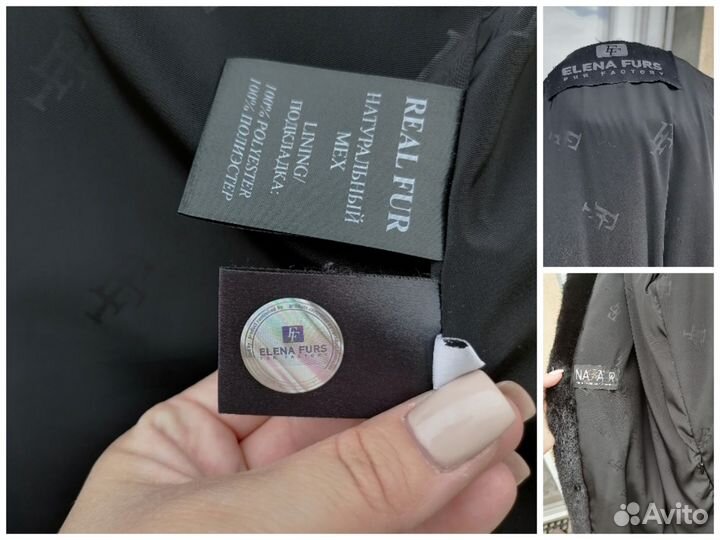 REAL FUR
НАТУРАЛЬНЫЙ
МЕХ
LINING/
ПОДКЛАДКА:
100% POLYESTER
100% ПОЛИЭСТЕР
ELENA FURS
FUR FACTORY
ELENA FURS
FUR FACTORY
Avito